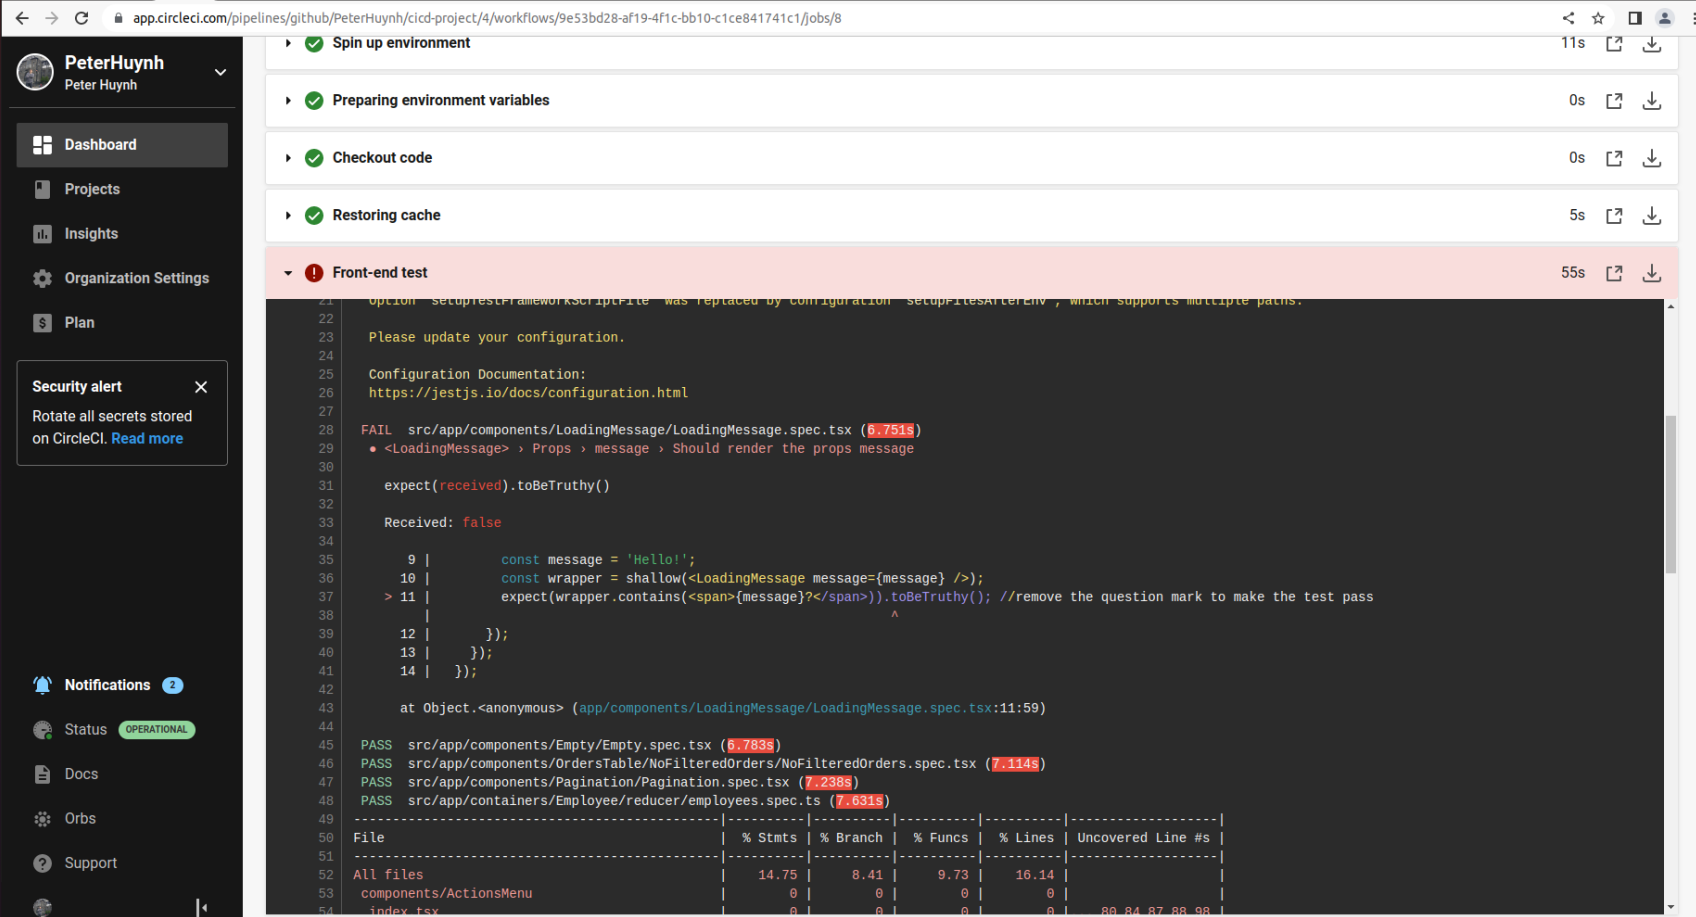 app.circleci.com/pipelines/github/PeterHuynh/cicd-project/4/workflows/9e53bd28-af19-4f1c-bb10-c1ce841741c1/jobs/8
PeterHuynh
Peter Huynh
Dashboard
Projects
Insights
Organization Settings
Plan
Security alert
Rotate all secrets stored
on CircleCI. Read more
Notifications 2
Status OPERATIONAL
Docs
Orbs
Support
Spin up environment 11s
Preparing environment variables 0s
Checkout code 0s
Restoring cache 5s
Front-end test 55s
21 Option "setupTestFrameworkScriptFile" was replaced by configuration "setupFilesAfterEnv", which supports multiple paths.
22
23 Please update your configuration.
24
25 Configuration Documentation:
26 https://jestjs.io/docs/configuration.html
27
28 FAIL src/app/components/LoadingMessage/LoadingMessage.spec.tsx (6.751s)
29 ● <LoadingMessage> › Props › message › Should render the props message
30
31 expect(received).toBeTruthy()
32
33 Received: false
34
35 9 | const message = 'Hello!';
36 10 | const wrapper = shallow(<LoadingMessage message={message} />);
37 > 11 | expect(wrapper.contains(<span>{message}?</span>)).toBeTruthy(); //remove the question mark to make the test pass
38 | ^
39 12 | });
40 13 | });
41 14 | });
42
43 at Object.<anonymous> (app/components/LoadingMessage/LoadingMessage.spec.tsx:11:59)
44
45 PASS src/app/components/Empty/Empty.spec.tsx (6.783s)
46 PASS src/app/components/OrdersTable/NoFilteredOrders/NoFilteredOrders.spec.tsx (7.114s)
47 PASS src/app/components/Pagination/Pagination.spec.tsx (7.238s)
48 PASS src/app/containers/Employee/reducer/employees.spec.ts (7.631s)
49 -----------------------------------------------|----------|----------|----------|----------|-------------------|
50 File | % Stmts | % Branch | % Funcs | % Lines | Uncovered Line #s |
51 -----------------------------------------------|----------|----------|----------|----------|-------------------|
52 All files | 14.75 | 8.41 | 9.73 | 16.14 | |
53 components/ActionsMenu | 0 | 0 | 0 | 0 | |
54 index.tsx | 0 | 0 | 0 | 0 | 80,84,87,88,98 |